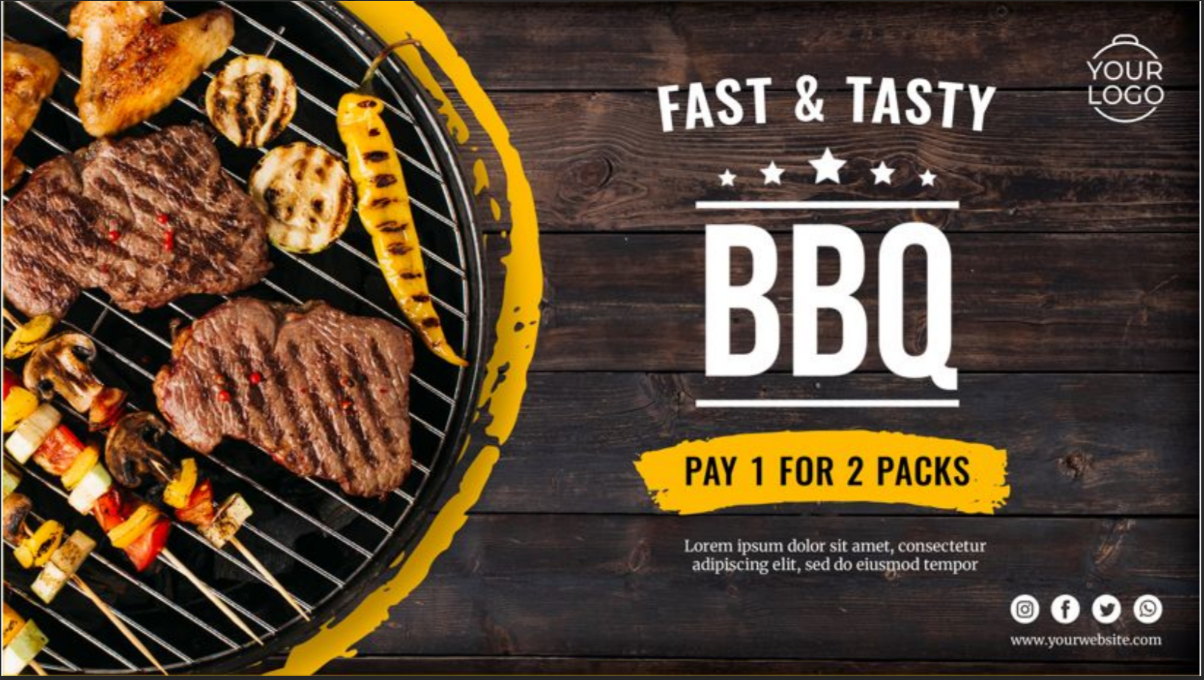 FAST & TASTY
YOUR
LOGO
BBQ
PAY 1 FOR 2 PACKS
Lorem ipsum dolor sit amet, consectetur
adipiscing elit, sed do eiusmod tempor
www.yourwebsite.com